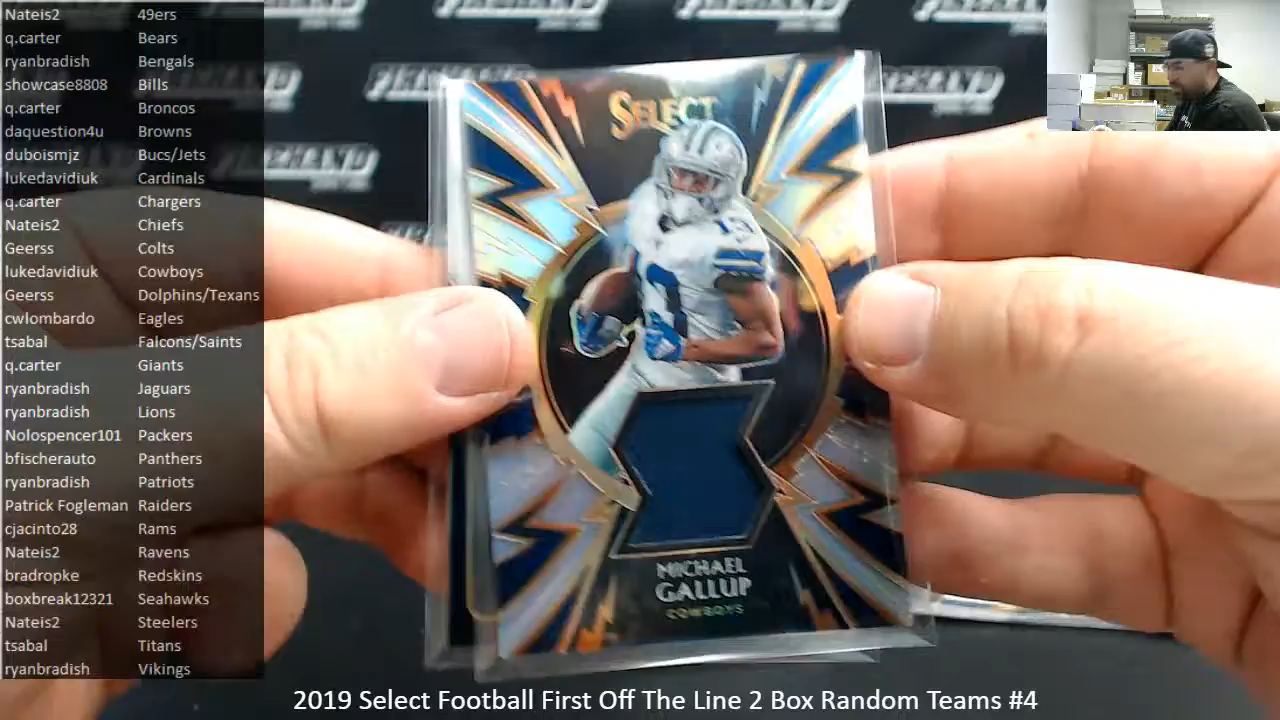 Nateis2 49ers
q.carter Bears
ryanbradish Bengals
showcase8808 Bills
q.carter Broncos
daquestion4u Browns
duboismjz Bucs/Jets
lukedavidiuk Cardinals
q.carter Chargers
Nateis2 Chiefs
Geerss Colts
lukedavidiuk Cowboys
Geerss Dolphins/Texans
cwlombardo Eagles
tsabal Falcons/Saints
q.carter Giants
ryanbradish Jaguars
ryanbradish Lions
Nolospencer101 Packers
bfischerauto Panthers
ryanbradish Patriots
Patrick Fogleman Raiders
cjacinto28 Rams
Nateis2 Ravens
bradropke Redskins
boxbreak12321 Seahawks
Nateis2 Steelers
tsabal Titans
ryanbradish Vikings
SELECT
13
MICHAEL
GALLUP
COWBOYS
2019 Select Football First Off The Line 2 Box Random Teams #4